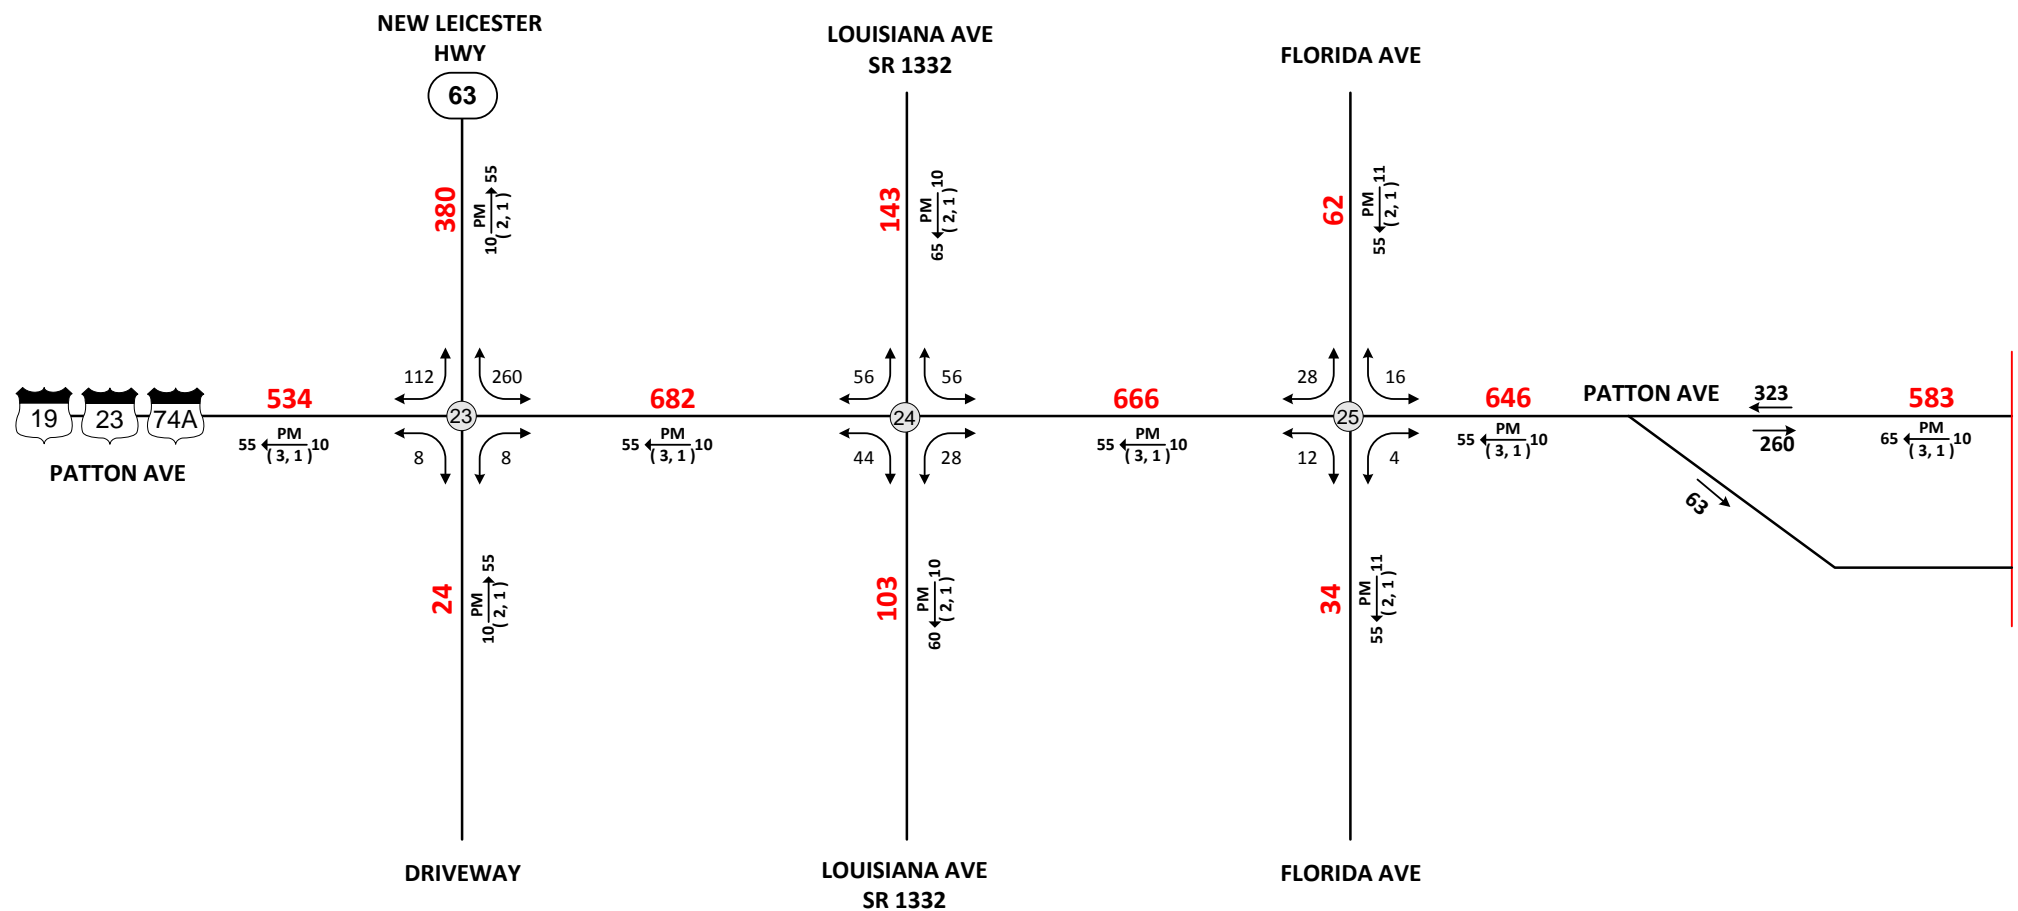 NEW LEICESTER
HWY
63
LOUISIANA AVE
SR 1332
FLORIDA AVE
380
PM
10 55
( 2, 1 )
143
PM
65 10
( 2, 1 )
62
PM
55 11
( 2, 1 )
112
260
56
56
28
16
19
23
74A
534
23
682
24
666
25
646
PATTON AVE
323
583
55 PM 10
( 3, 1 )
8
8
55 PM 10
( 3, 1 )
44
28
55 PM 10
( 3, 1 )
12
4
55 PM 10
( 3, 1 )
260
65 PM 10
( 3, 1 )
PATTON AVE
63
24
PM
10 55
( 2, 1 )
103
PM
60 10
( 2, 1 )
34
PM
55 11
( 2, 1 )
DRIVEWAY
LOUISIANA AVE
SR 1332
FLORIDA AVE